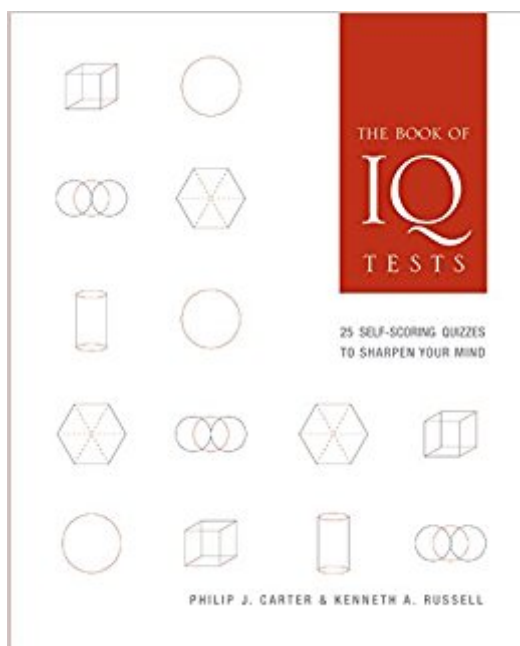 THE BOOK OF
IQ
TESTS
25 SELF-SCORING QUIZZES
TO SHARPEN YOUR MIND
PHILIP J. CARTER & KENNETH A. RUSSELL